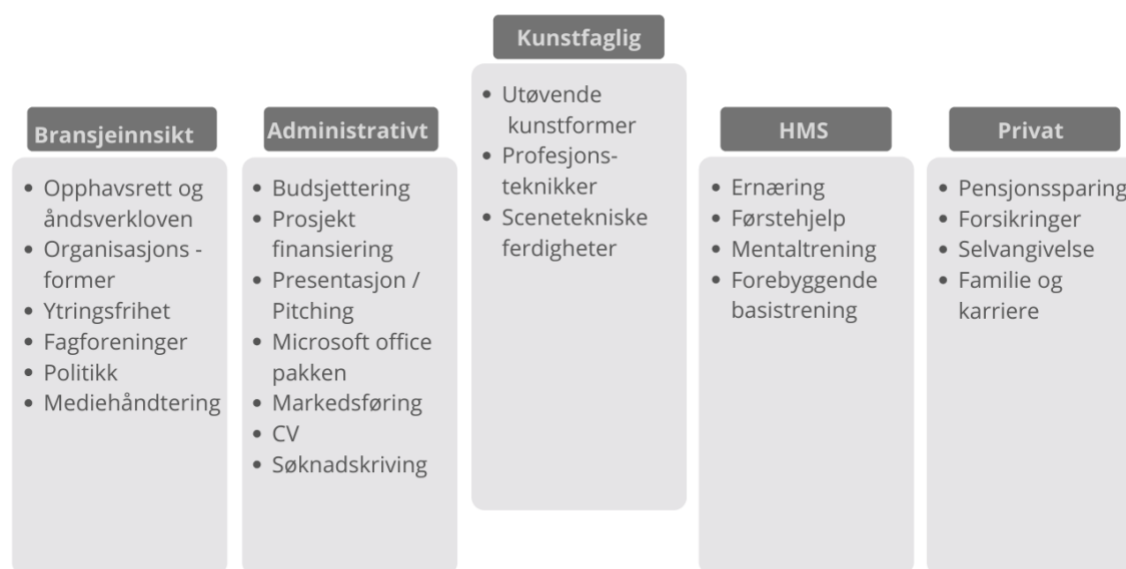 Kunstfaglig
• Utøvende
kunstformer
• Profesjons-
teknikker
• Scenetekniske
ferdigheter
Bransjeinnsikt
• Opphavsrett og
åndsverkloven
• Organisasjons -
former
• Ytringsfrihet
• Fagforeninger
• Politikk
• Mediehåndtering
Administrativt
• Budsjettering
• Prosjekt
finansiering
• Presentasjon /
Pitching
• Microsoft office
pakken
• Markedsføring
• CV
• Søknadskriving
HMS
• Ernæring
• Førstehjelp
• Mentaltrening
• Forebyggende
basistrening
Privat
• Pensjonssparing
• Forsikringer
• Selvangivelse
• Familie og
karriere